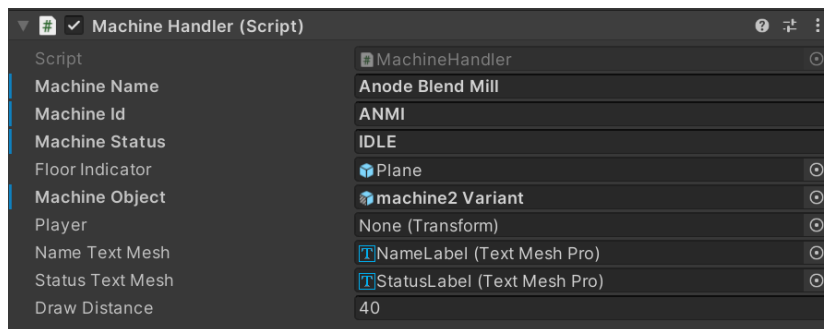 Machine Handler (Script)
Script MachineHandler
Machine Name Anode Blend Mill
Machine Id ANMI
Machine Status IDLE
Floor Indicator Plane
Machine Object machine2 Variant
Player None (Transform)
Name Text Mesh NameLabel (Text Mesh Pro)
Status Text Mesh StatusLabel (Text Mesh Pro)
Draw Distance 40